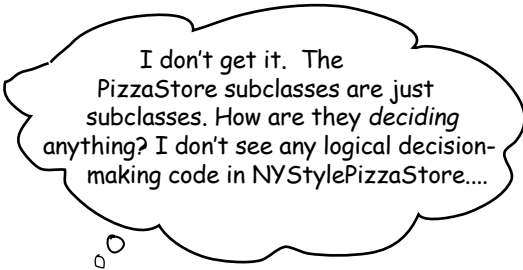 I don't get it.  The
PizzaStore subclasses are just
subclasses. How are they deciding
anything? I don't see any logical decision-
making code in NYStylePizzaStore....